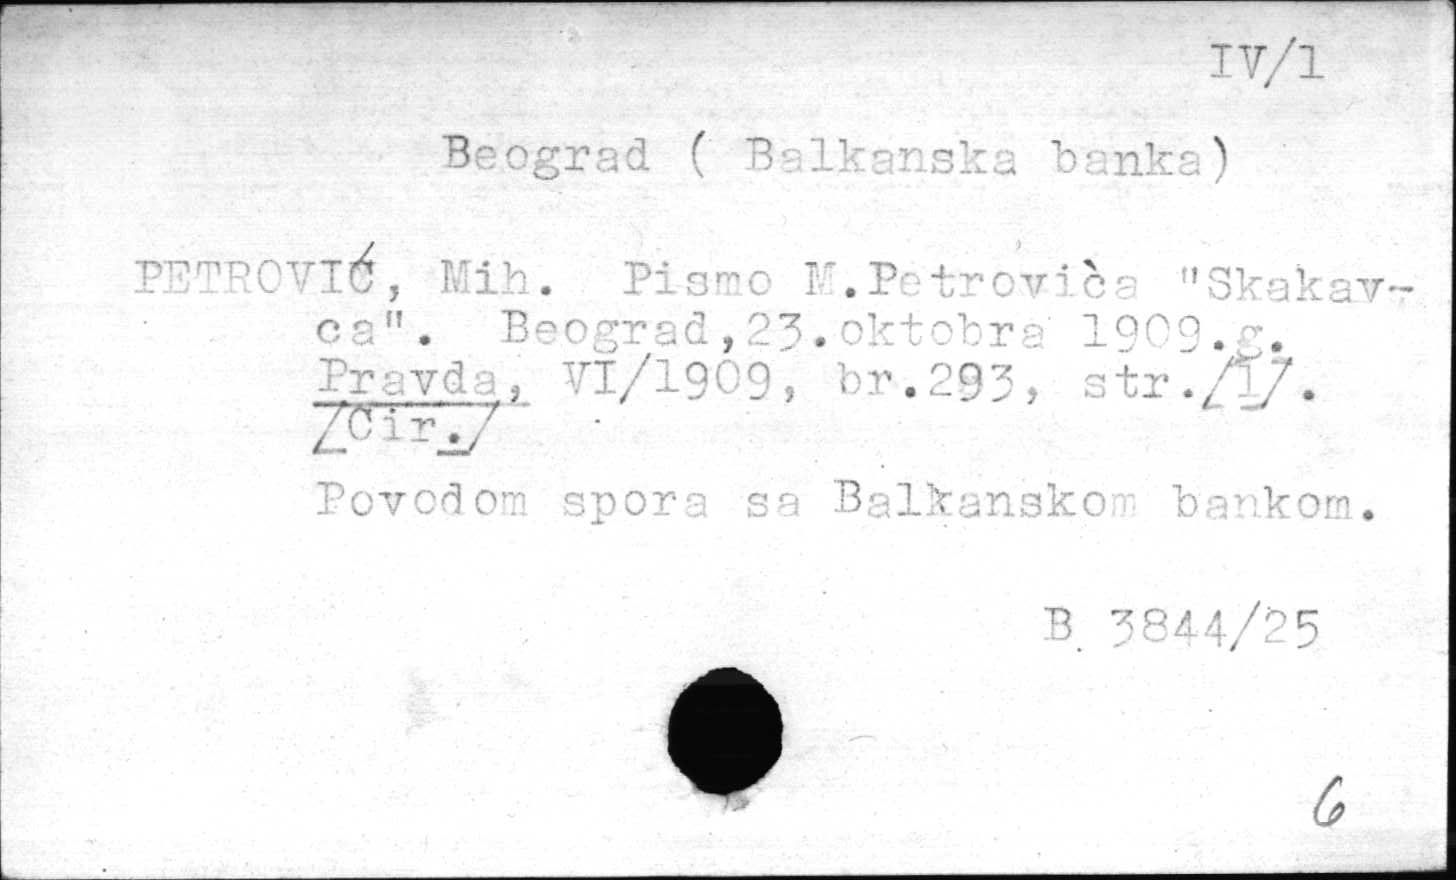 IV/1
Beograd ( Balkanska banka)
PETROVIĆ, Mih. Pismo M.Petrovića "Skakav-
ca". Beograd,23.oktobra 1909.g.
Pravda, VI/1909, br.293, str./1/.
/Cir./
Povodom spora sa Balkanskom bankom.
B. 3844/25
6